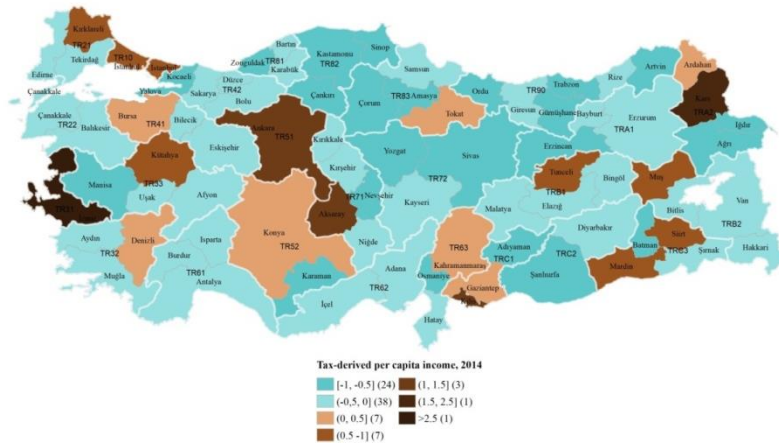 Kırklareli
TR21
Edirne
Tekirdağ
TR10
İstanbul
İstanbul
Kocaeli
Yalova
Sakarya
Düzce
TR42
Bolu
Zonguldak
Bartın
TR81
Karabük
Kastamonu
TR82
Sinop
Çankırı
Samsun
TR83
Amasya
Çorum
Tokat
Ordu
TR90
Giresun
Trabzon
Gümüşhane
Bayburt
Rize
Artvin
Ardahan
Kars
TRA2
Iğdır
Ağrı
Erzurum
TRA1
Erzincan
Çanakkale
Çanakkale
TR22
Balıkesir
Bursa
TR41
Bilecik
Eskişehir
Ankara
TR51
Kırıkkale
Kırşehir
Yozgat
Sivas
TR72
Kayseri
TR71
Nevşehir
Aksaray
Niğde
Kütahya
TR33
Manisa
Uşak
Afyon
TR31
Aydın
TR32
Denizli
Muğla
Isparta
Burdur
TR61
Antalya
Konya
TR52
Karaman
İçel
Adana
TR62
Hatay
Osmaniye
TR63
Kahramanmaraş
Gaziantep
Adıyaman
TRC1
Şanlıurfa
TRC2
Malatya
Elazığ
Tunceli
TRB1
Bingöl
Muş
Bitlis
Van
TRB2
Hakkari
Diyarbakır
Batman
Siirt
TRB3
Şırnak
Mardin
Tax-derived per capita income, 2014
[-1, -0.5] (24)
(-0,5, 0] (38)
(0, 0.5] (7)
(0.5 -1] (7)
(1, 1.5] (3)
(1.5, 2.5] (1)
>2.5 (1)